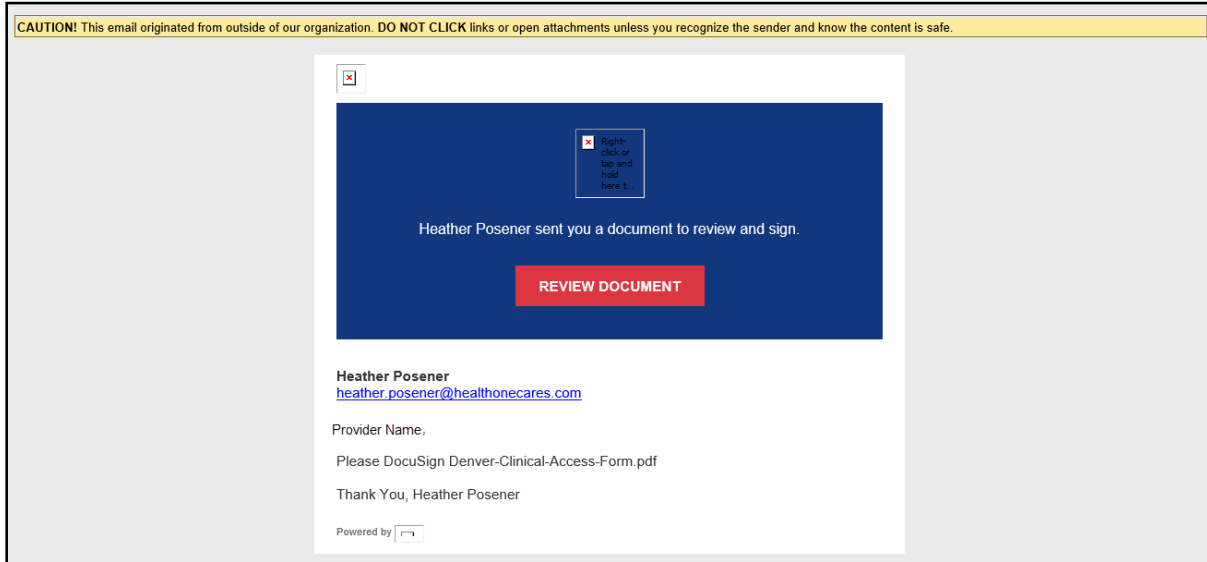 CAUTION! This email originated from outside of our organization. DO NOT CLICK links or open attachments unless you recognize the sender and know the content is safe.
Right-
click or
tap and
hold
here t...
Heather Posener sent you a document to review and sign.
REVIEW DOCUMENT
Heather Posener
heather.posener@healthonecares.com
Provider Name,
Please DocuSign Denver-Clinical-Access-Form.pdf
Thank You, Heather Posener
Powered by